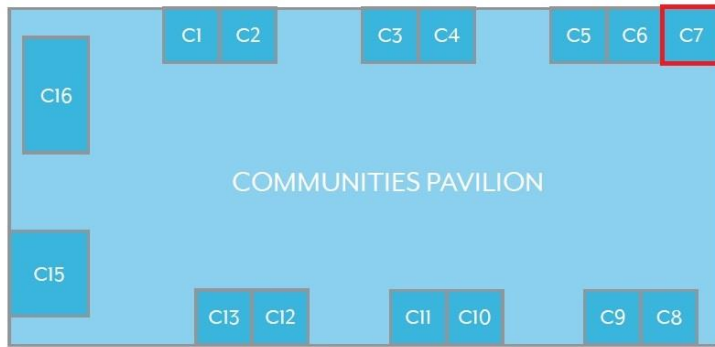 C1 C2 C3 C4 C5 C6 C7
C16
COMMUNITIES PAVILION
C15
C13 C12 C11 C10 C9 C8